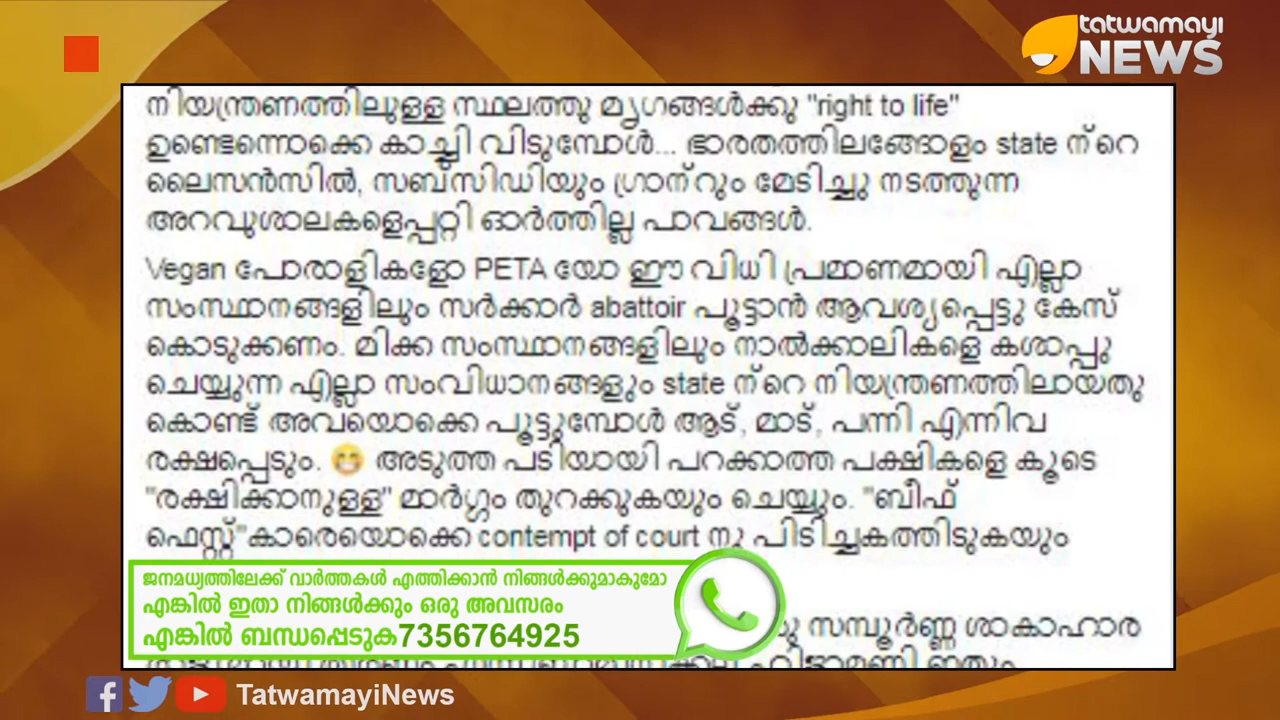 tatwamayi
NEWS
നിയന്ത്രണത്തിലുള്ള സ്ഥലത്തു മൃഗങ്ങൾക്കു "right to life"
ഉണ്ടെന്നൊക്കെ കാച്ചി വിടുമ്പോൾ... ഭാരതത്തിലങ്ങോളം state ന്റെ
ലൈസൻസിൽ, സബ്സിഡിയും ഗ്രാന്റും മേടിച്ചു നടത്തുന്ന
അറവുശാലകളെപ്പറ്റി ഓർത്തില്ല പാവങ്ങൾ.
Vegan പോരാളികളോ PETA യോ ഈ വിധി പ്രമാണമായി എല്ലാ
സംസ്ഥാനങ്ങളിലും സർക്കാർ abattoir പൂട്ടാൻ ആവശ്യപ്പെട്ടു കേസ്
കൊടുക്കണം. മിക്ക സംസ്ഥാനങ്ങളിലും നാൽക്കാലികളെ കശാപ്പു
ചെയ്യുന്ന എല്ലാ സംവിധാനങ്ങളും state ന്റെ നിയന്ത്രണത്തിലായതു
കൊണ്ട് അവയൊക്കെ പൂട്ടുമ്പോൾ ആട്, മാട്, പന്നി എന്നിവ
രക്ഷപ്പെടും. 😁 അടുത്ത പടിയായി പറക്കാത്ത പക്ഷികളെ കൂടെ
"രക്ഷിക്കാനുള്ള" മാർഗ്ഗം തുറക്കുകയും ചെയ്യും. "ബീഫ്
ഫെസ്റ്റ്"കാരെയൊക്കെ contempt of court നു പിടിച്ചകത്തിടുകയും
സമ്പൂർണ്ണ ശാകാഹാര
ജനമധ്യത്തിലേക്ക് വാർത്തകൾ എത്തിക്കാൻ നിങ്ങൾക്കുമാകുമോ
എങ്കിൽ ഇതാ നിങ്ങൾക്കും ഒരു അവസരം
എങ്കിൽ ബന്ധപ്പെടുക7356764925
TatwamayiNews